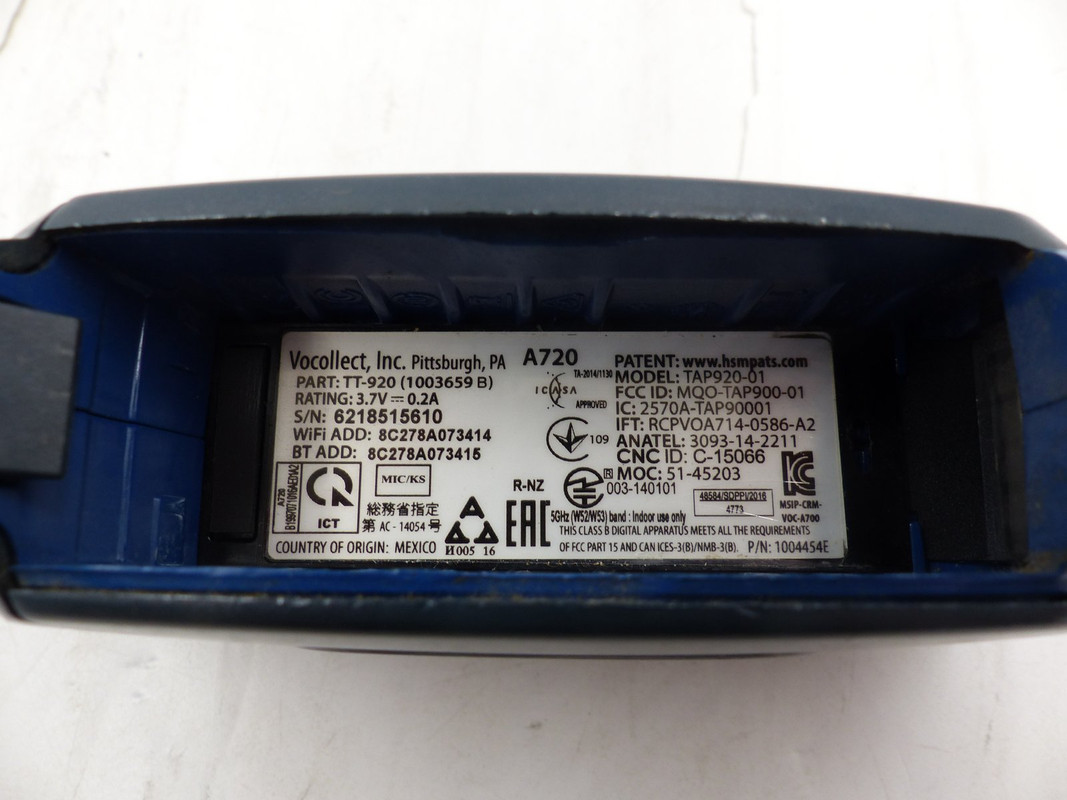 Vocollect, Inc. Pittsburgh, PA A720
PART: TT-920 (1003659 B)
RATING: 3.7V ⎓ 0.2A
S/N: 6218515610
WiFi ADD: 8C278A073414
BT ADD: 8C278A073415
TA-2014/1130
ICASA
APPROVED
109
PATENT: www.hsmpats.com
MODEL: TAP920-01
FCC ID: MQO-TAP900-01
IC: 2570A-TAP90001
IFT: RCPVOA714-0586-A2
ANATEL: 3093-14-2211
CNC ID: C-15066
MOC: 51-45203
A720
ICT
MIC/KS
総務省指定
第 AC - 14054 号
И005 16
R-NZ
EAC
R 003-140101
48584/SDPPI/2016
4773
MSIP-CRM-
VOC-A700
5GHz (W52/W53) band : Indoor use only
THIS CLASS B DIGITAL APPARATUS MEETS ALL THE REQUIREMENTS
OF FCC PART 15 AND CAN ICES-3(B)/NMB-3(B). P/N: 1004454E
COUNTRY OF ORIGIN: MEXICO